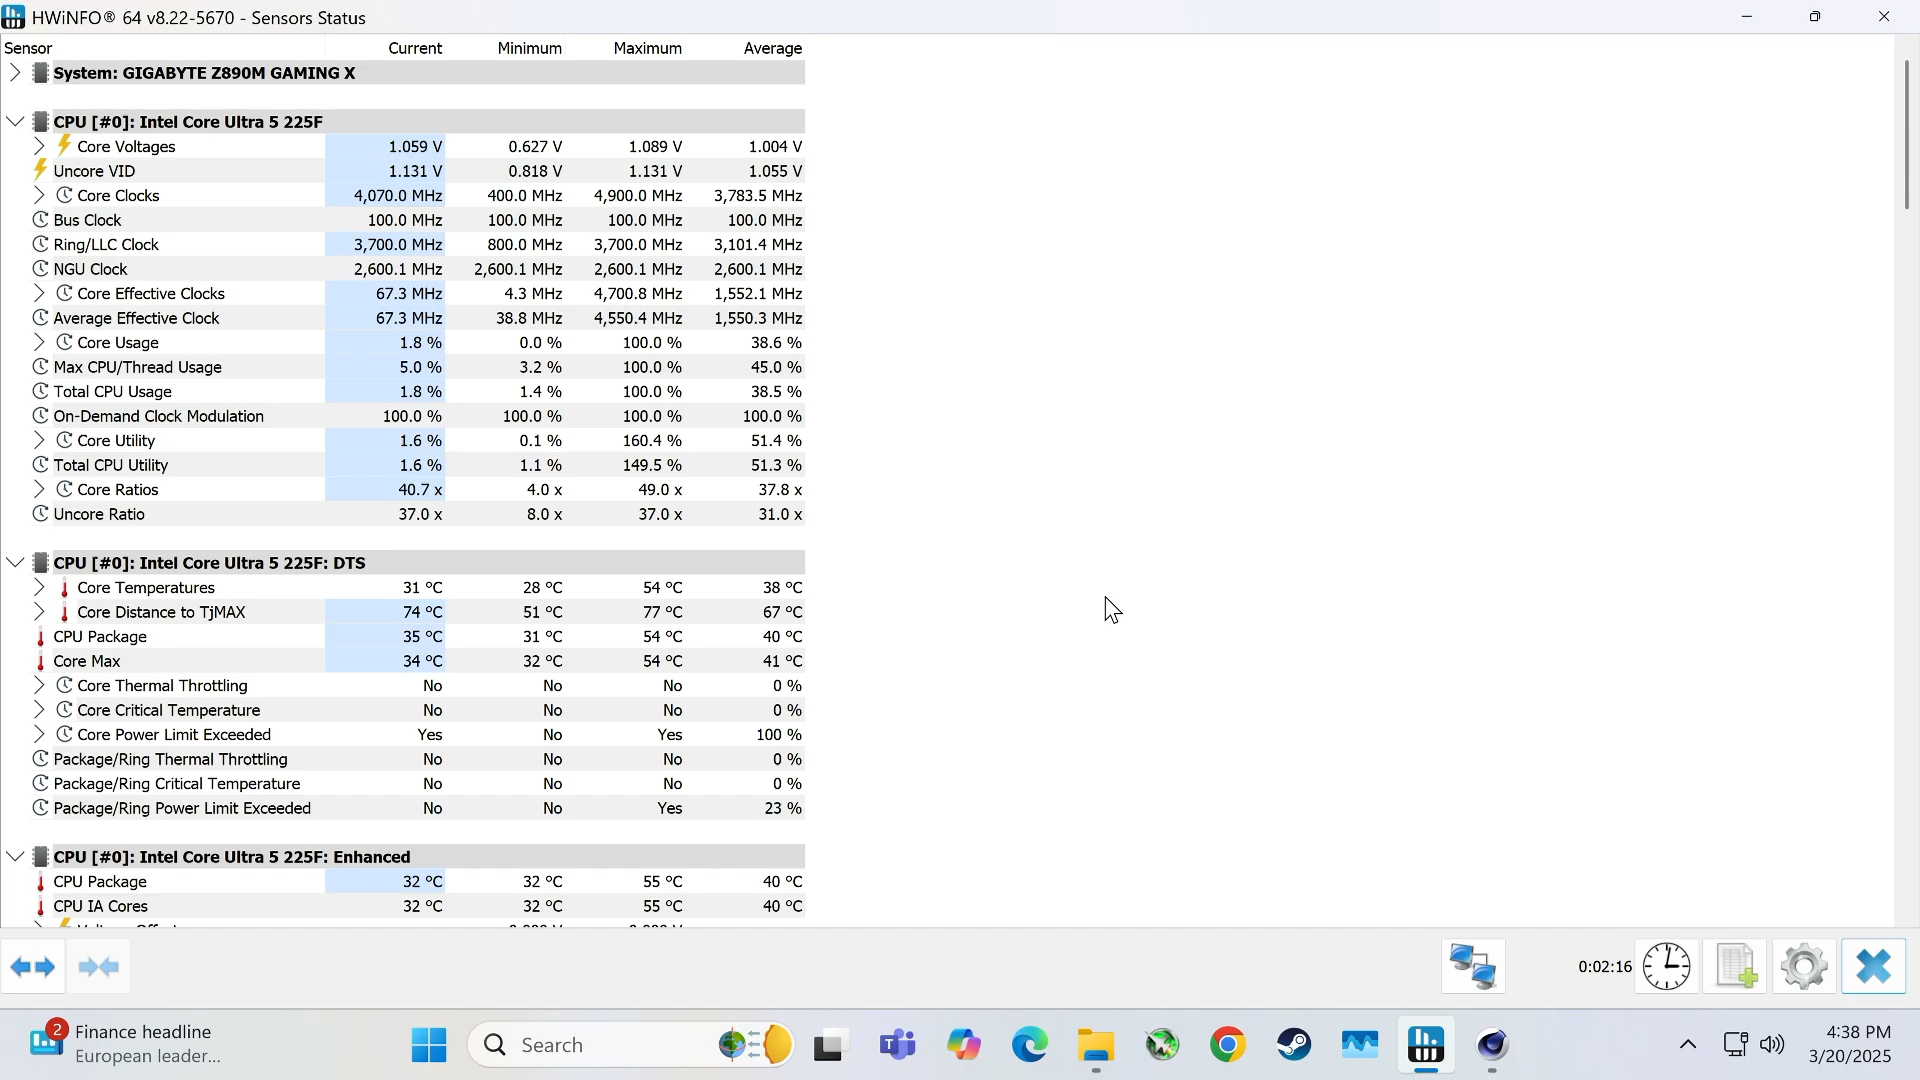 HWiNFO® 64 v8.22-5670 - Sensors Status
Sensor Current Minimum Maximum Average
System: GIGABYTE Z890M GAMING X
CPU [#0]: Intel Core Ultra 5 225F
Core Voltages 1.059 V 0.627 V 1.089 V 1.004 V
Uncore VID 1.131 V 0.818 V 1.131 V 1.055 V
Core Clocks 4,070.0 MHz 400.0 MHz 4,900.0 MHz 3,783.5 MHz
Bus Clock 100.0 MHz 100.0 MHz 100.0 MHz 100.0 MHz
Ring/LLC Clock 3,700.0 MHz 800.0 MHz 3,700.0 MHz 3,101.4 MHz
NGU Clock 2,600.1 MHz 2,600.1 MHz 2,600.1 MHz 2,600.1 MHz
Core Effective Clocks 67.3 MHz 4.3 MHz 4,700.8 MHz 1,552.1 MHz
Average Effective Clock 67.3 MHz 38.8 MHz 4,550.4 MHz 1,550.3 MHz
Core Usage 1.8 % 0.0 % 100.0 % 38.6 %
Max CPU/Thread Usage 5.0 % 3.2 % 100.0 % 45.0 %
Total CPU Usage 1.8 % 1.4 % 100.0 % 38.5 %
On-Demand Clock Modulation 100.0 % 100.0 % 100.0 % 100.0 %
Core Utility 1.6 % 0.1 % 160.4 % 51.4 %
Total CPU Utility 1.6 % 1.1 % 149.5 % 51.3 %
Core Ratios 40.7 x 4.0 x 49.0 x 37.8 x
Uncore Ratio 37.0 x 8.0 x 37.0 x 31.0 x
CPU [#0]: Intel Core Ultra 5 225F: DTS
Core Temperatures 31 °C 28 °C 54 °C 38 °C
Core Distance to TjMAX 74 °C 51 °C 77 °C 67 °C
CPU Package 35 °C 31 °C 54 °C 40 °C
Core Max 34 °C 32 °C 54 °C 41 °C
Core Thermal Throttling No No No 0 %
Core Critical Temperature No No No 0 %
Core Power Limit Exceeded Yes No Yes 100 %
Package/Ring Thermal Throttling No No No 0 %
Package/Ring Critical Temperature No No No 0 %
Package/Ring Power Limit Exceeded No No Yes 23 %
CPU [#0]: Intel Core Ultra 5 225F: Enhanced
CPU Package 32 °C 32 °C 55 °C 40 °C
CPU IA Cores 32 °C 32 °C 55 °C 40 °C
0:02:16
2
Finance headline
European leader...
Search
4:38 PM
3/20/2025